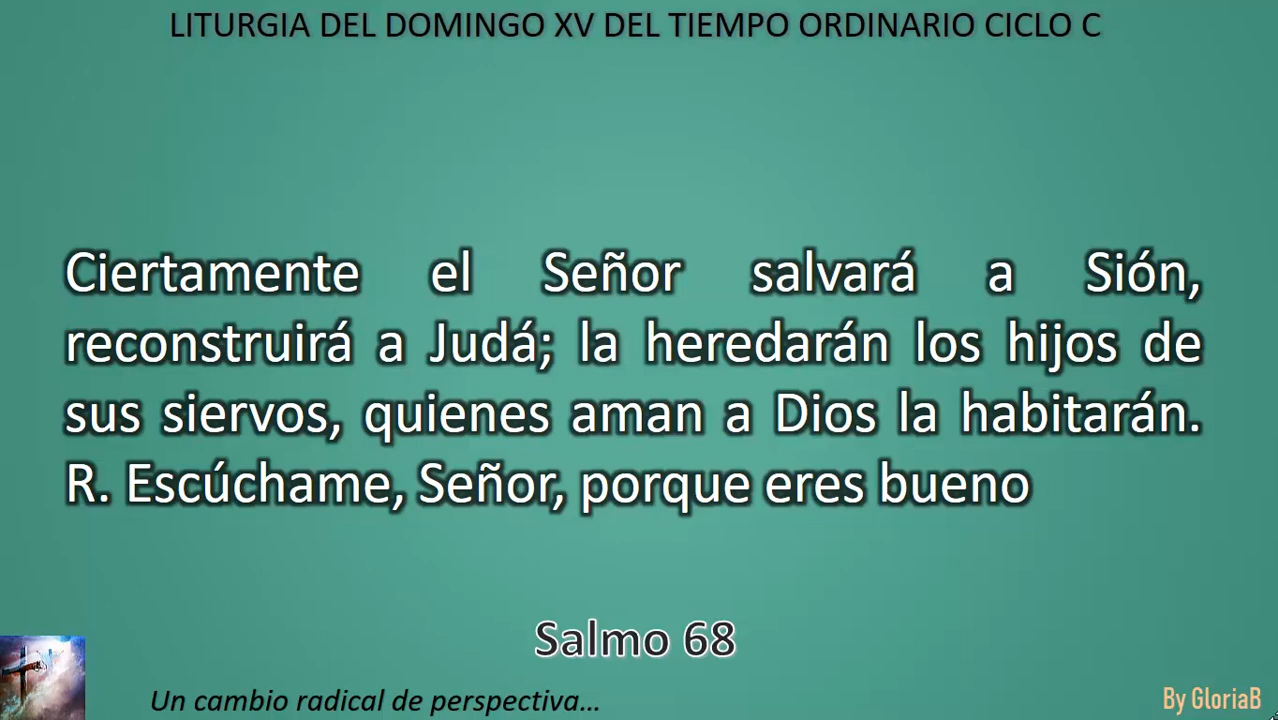 LITURGIA DEL DOMINGO XV DEL TIEMPO ORDINARIO CICLO C
Ciertamente el Señor salvará a Sión,
reconstruirá a Judá; la heredarán los hijos de
sus siervos, quienes aman a Dios la habitarán.
R. Escúchame, Señor, porque eres bueno
Salmo 68
Un cambio radical de perspectiva...
By GloriaB